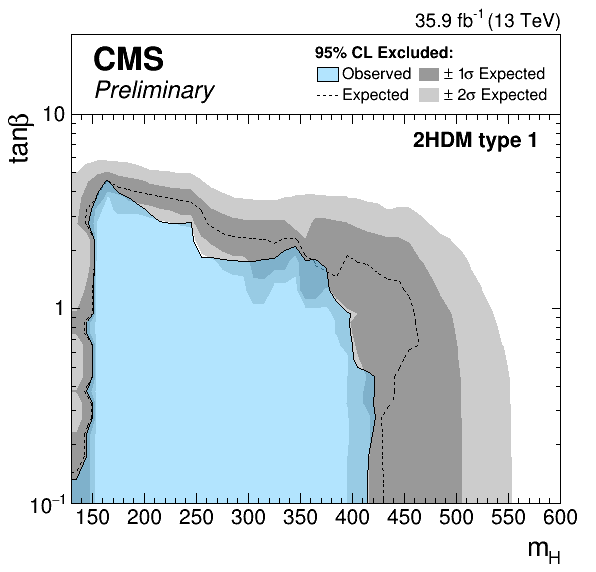 35.9 fb⁻¹ (13 TeV)
CMS
Preliminary
95% CL Excluded:
Observed
± 1σ Expected
Expected
± 2σ Expected
2HDM type 1
tanβ
10
1
10⁻¹
150 200 250 300 350 400 450 500 550 600
m_H